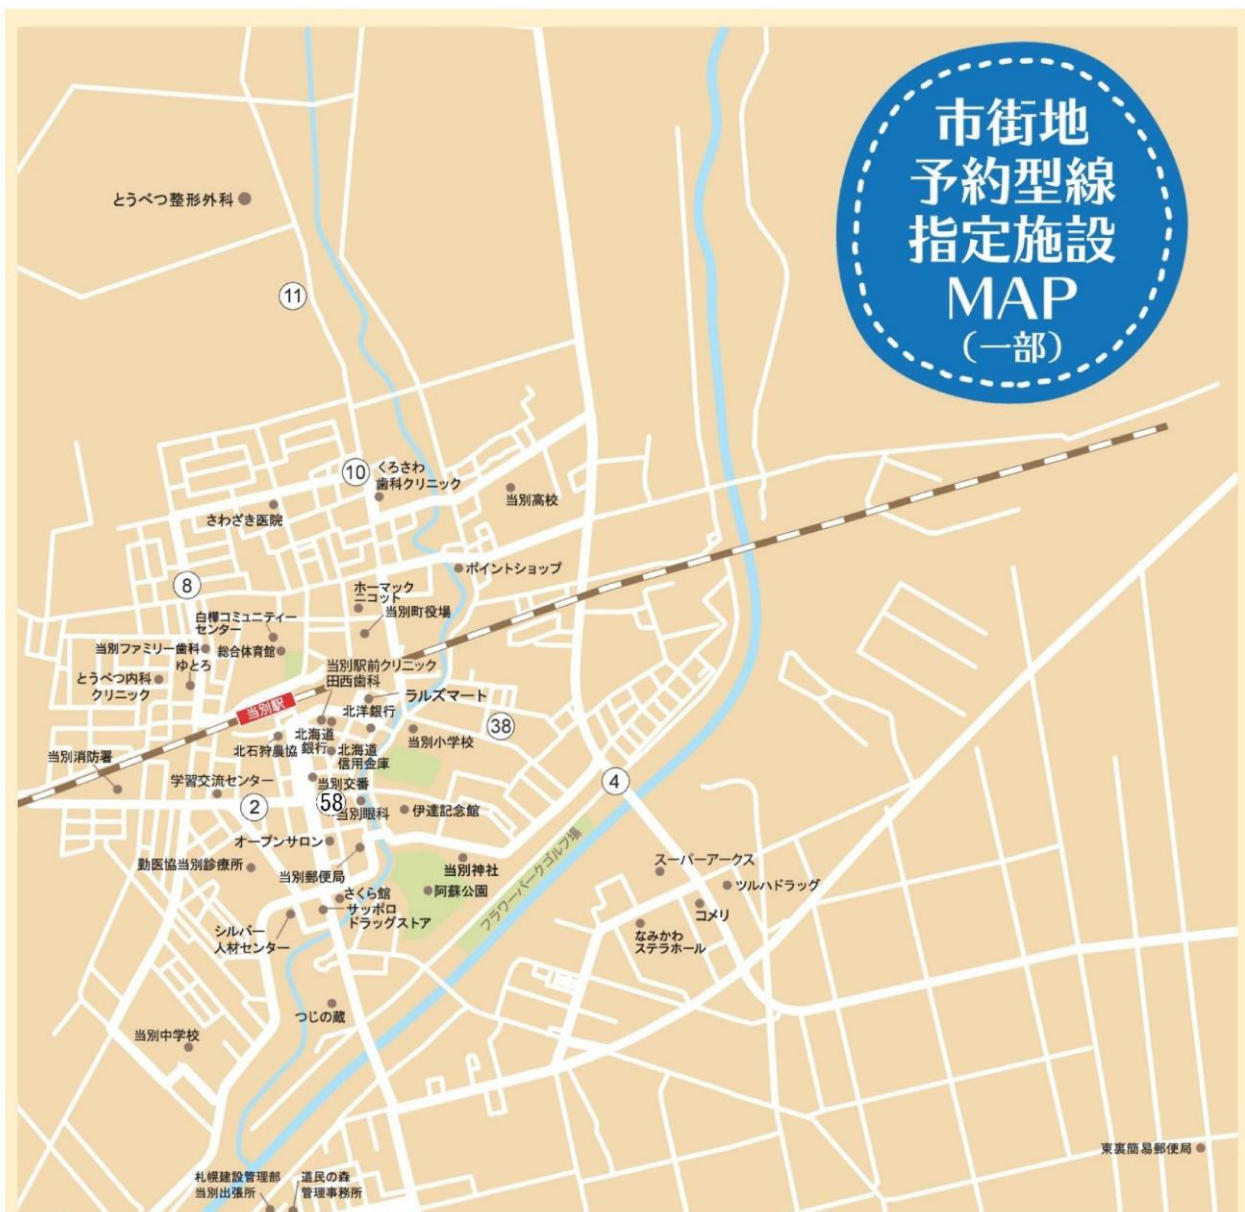 市街地
予約型線
指定施設
MAP
(一部)
とうべつ整形外科
11
10
くろさわ
歯科クリニック
当別高校
さわざき医院
ポイントショップ
8
ホーマック
ニコット
当別町役場
白樺コミュニティー
センター
当別ファミリー歯科
総合体育館
ゆとろ
とうべつ内科
クリニック
当別駅前クリニック
田西歯科
ラルズマート
当別駅
北洋銀行
38
北石狩農協
北海道
銀行
北海道
信用金庫
当別小学校
当別消防署
学習交流センター
当別交番
4
2
58
当別眼科
伊達記念館
オープンサロン
勤医協当別診療所
当別郵便局
当別神社
阿蘇公園
フラワーパークゴルフ場
スーパーアークス
ツルハドラッグ
コメリ
なみかわ
ステラホール
さくら館
サッポロ
ドラッグストア
シルバー
人材センター
つじの蔵
当別中学校
東裏簡易郵便局
札幌建設管理部
当別出張所
道民の森
管理事務所